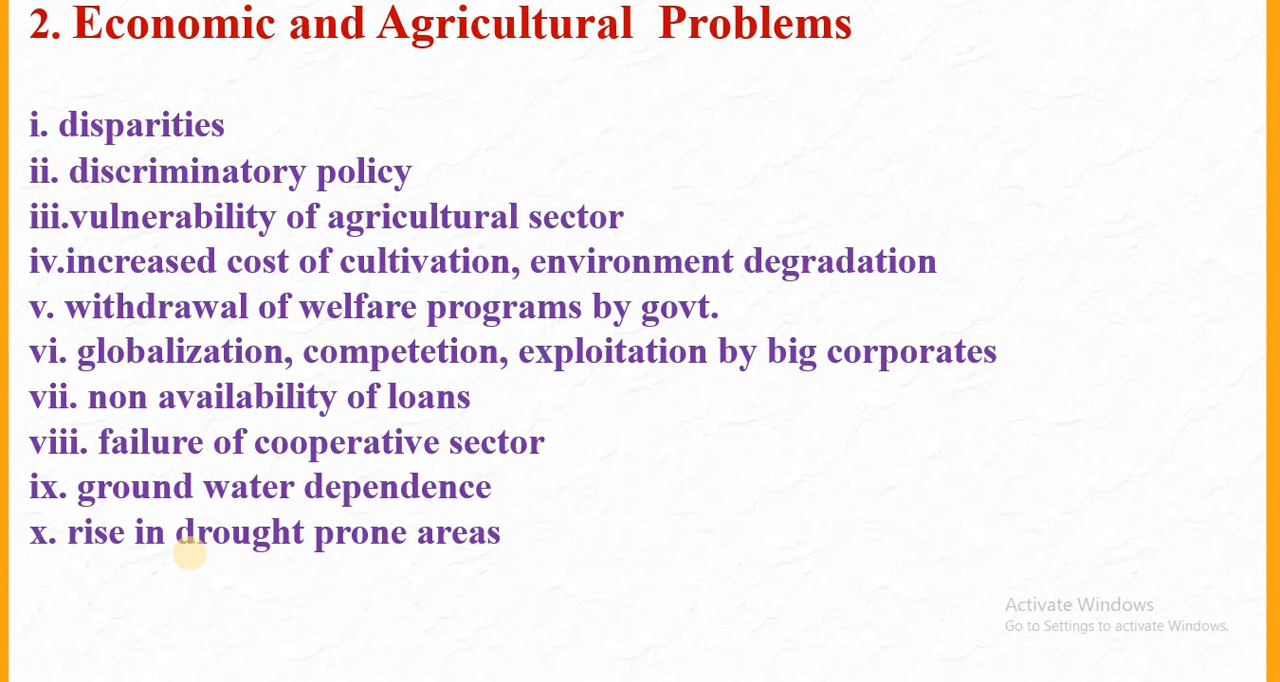 2. Economic and Agricultural  Problems
i. disparities
ii. discriminatory policy
iii.vulnerability of agricultural sector
iv.increased cost of cultivation, environment degradation
v. withdrawal of welfare programs by govt.
vi. globalization, competetion, exploitation by big corporates
vii. non availability of loans
viii. failure of cooperative sector
ix. ground water dependence
x. rise in drought prone areas
Activate Windows
Go to Settings to activate Windows.